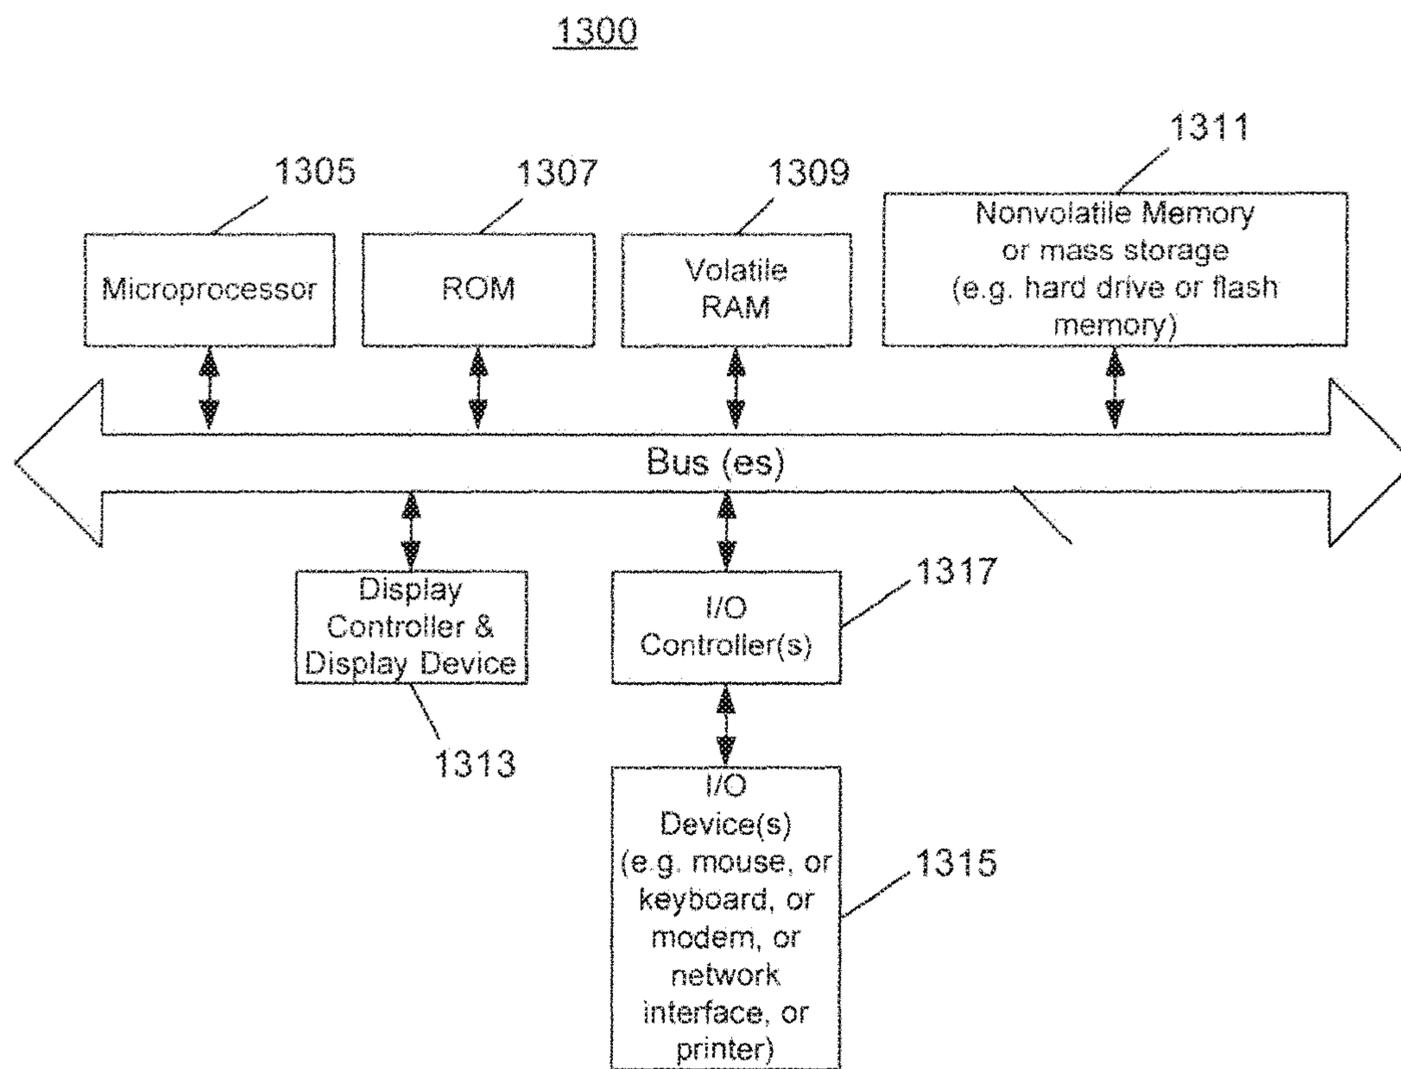 1300
1305
1307
1309
1311
Microprocessor
ROM
Volatile
RAM
Nonvolatile Memory
or mass storage
(e.g. hard drive or flash
memory)
Bus (es)
Display
Controller &
Display Device
1313
I/O
Controller(s)
1317
I/O
Device(s)
(e.g. mouse, or
keyboard, or
modem, or
network
interface, or
printer)
1315